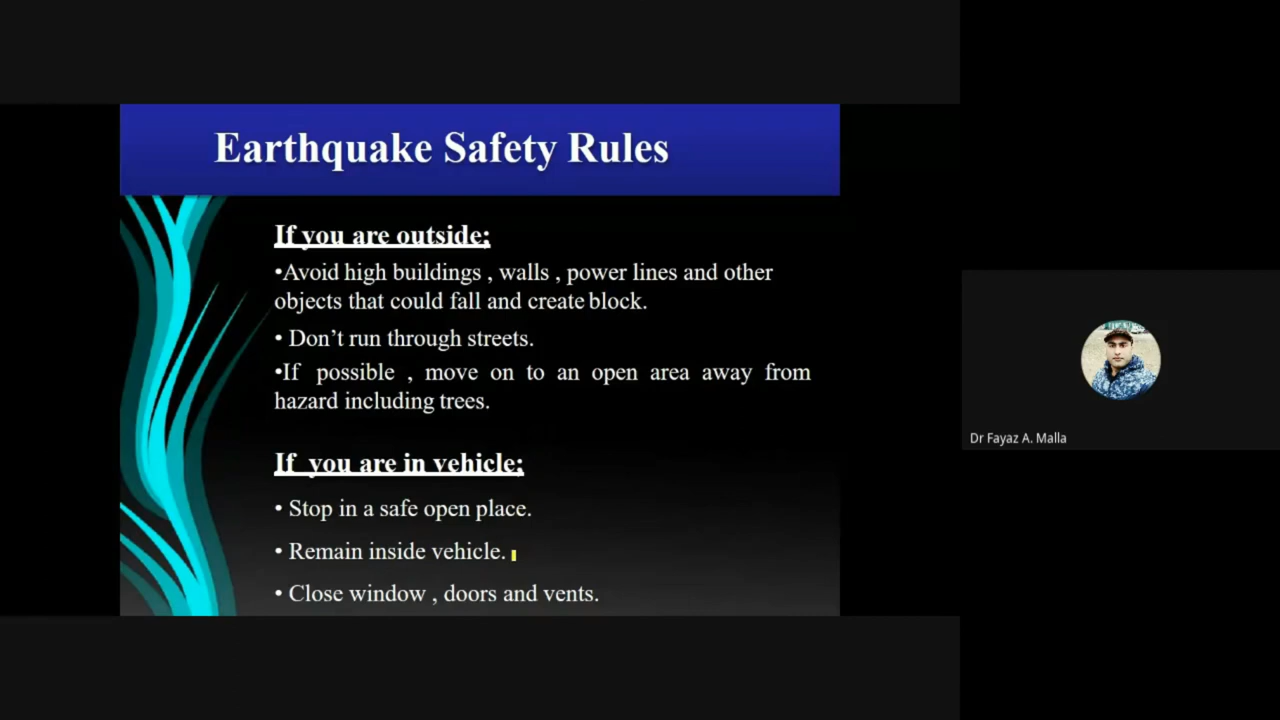 Earthquake Safety Rules
If you are outside;
•Avoid high buildings , walls , power lines and other
objects that could fall and create block.
• Don’t run through streets.
•If possible , move on to an open area away from
hazard including trees.
If you are in vehicle;
• Stop in a safe open place.
• Remain inside vehicle.
• Close window , doors and vents.
Dr Fayaz A. Malla